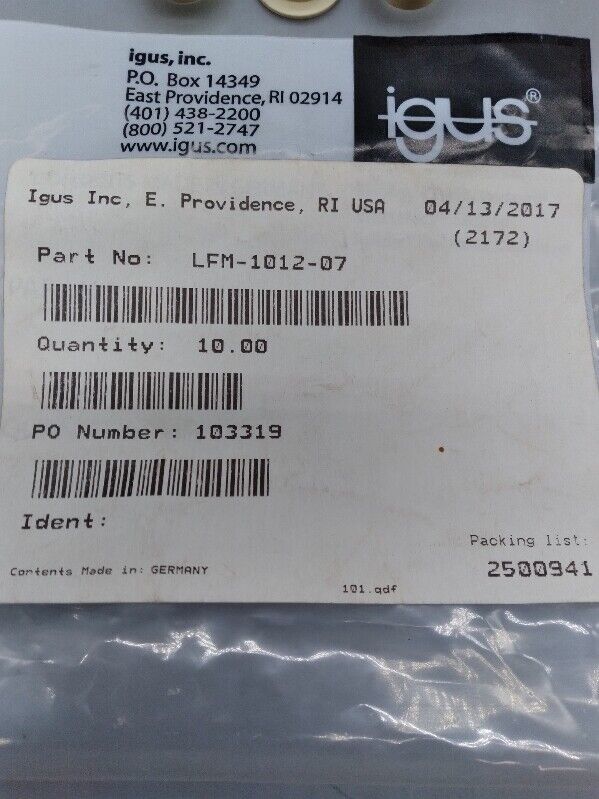 igus, inc.
P.O. Box 14349
East Providence, RI 02914
(401) 438-2200
(800) 521-2747
www.igus.com
igus®
Igus Inc, E. Providence, RI USA 04/13/2017
(2172)
Part No: LFM-1012-07
Quantity: 10.00
PO Number: 103319
Ident:
Packing list:
Contents Made in: GERMANY 2500941
101.qdf